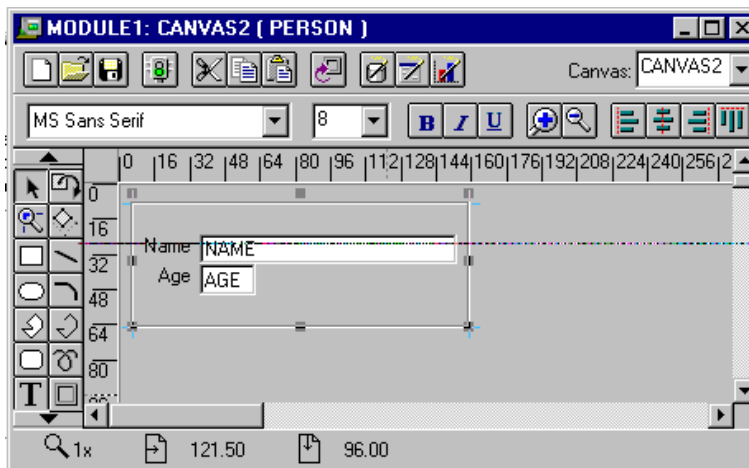 MODULE1: CANVAS2 ( PERSON )
Canvas: CANVAS2
MS Sans Serif 8 B I U
0 16 32 48 64 80 96 112 128 144 160 176 192 208 224 240 256 2
0
16
32
48
64
80
Name NAME
Age AGE
T
1x 121.50 96.00